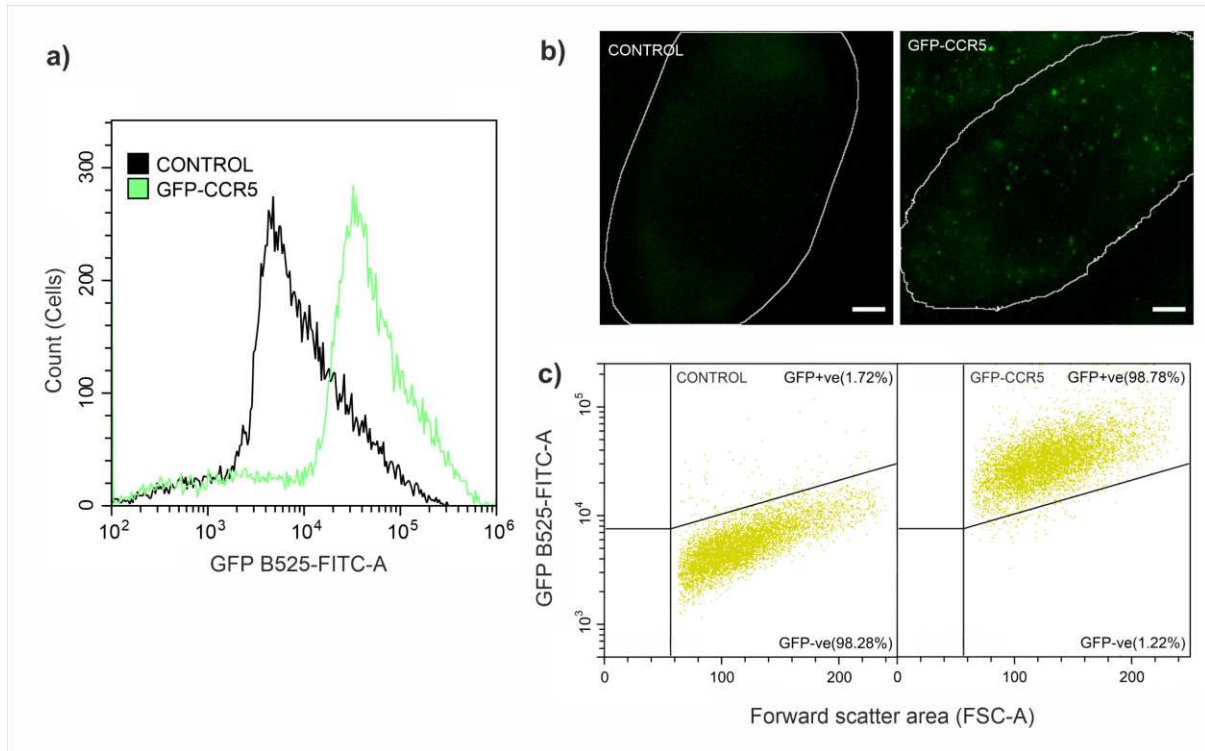 a)
300
200
100
0
CONTROL
GFP-CCR5
Count (Cells)
10² 10³ 10⁴ 10⁵ 10⁶
GFP B525-FITC-A
b)
CONTROL
GFP-CCR5
c)
CONTROL GFP+ve(1.72%)
GFP-CCR5 GFP+ve(98.78%)
10⁵
10⁴
10³
GFP B525-FITC-A
GFP-ve(98.28%)
GFP-ve(1.22%)
0 100 200 0 100 200
Forward scatter area (FSC-A)